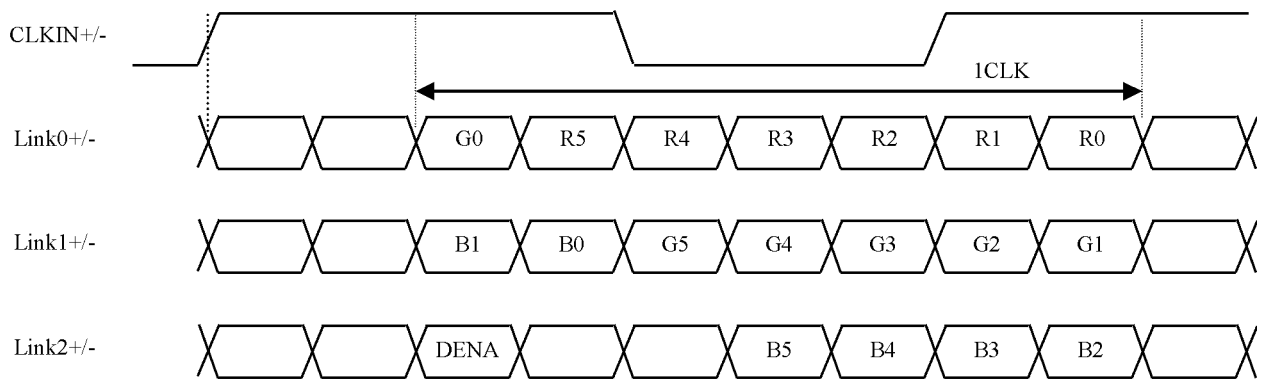 CLKIN+/-
1CLK
Link0+/- G0 R5 R4 R3 R2 R1 R0
Link1+/- B1 B0 G5 G4 G3 G2 G1
Link2+/- DENA B5 B4 B3 B2